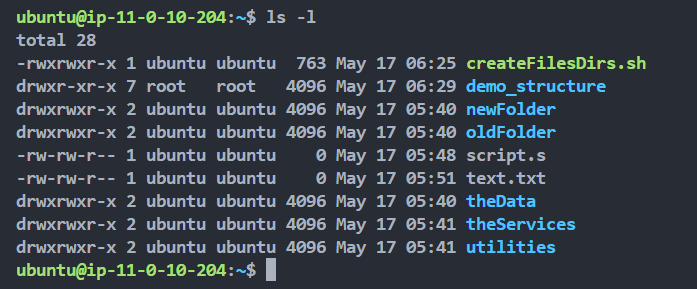 ubuntu@ip-11-0-10-204:~$ ls -l
total 28
-rwxrwxr-x 1 ubuntu ubuntu  763 May 17 06:25 createFilesDirs.sh
drwxr-xr-x 7 root   root   4096 May 17 06:29 demo_structure
drwxrwxr-x 2 ubuntu ubuntu 4096 May 17 05:40 newFolder
drwxrwxr-x 2 ubuntu ubuntu 4096 May 17 05:40 oldFolder
-rw-rw-r-- 1 ubuntu ubuntu    0 May 17 05:48 script.s
-rw-rw-r-- 1 ubuntu ubuntu    0 May 17 05:51 text.txt
drwxrwxr-x 2 ubuntu ubuntu 4096 May 17 05:40 theData
drwxrwxr-x 2 ubuntu ubuntu 4096 May 17 05:41 theServices
drwxrwxr-x 2 ubuntu ubuntu 4096 May 17 05:41 utilities
ubuntu@ip-11-0-10-204:~$